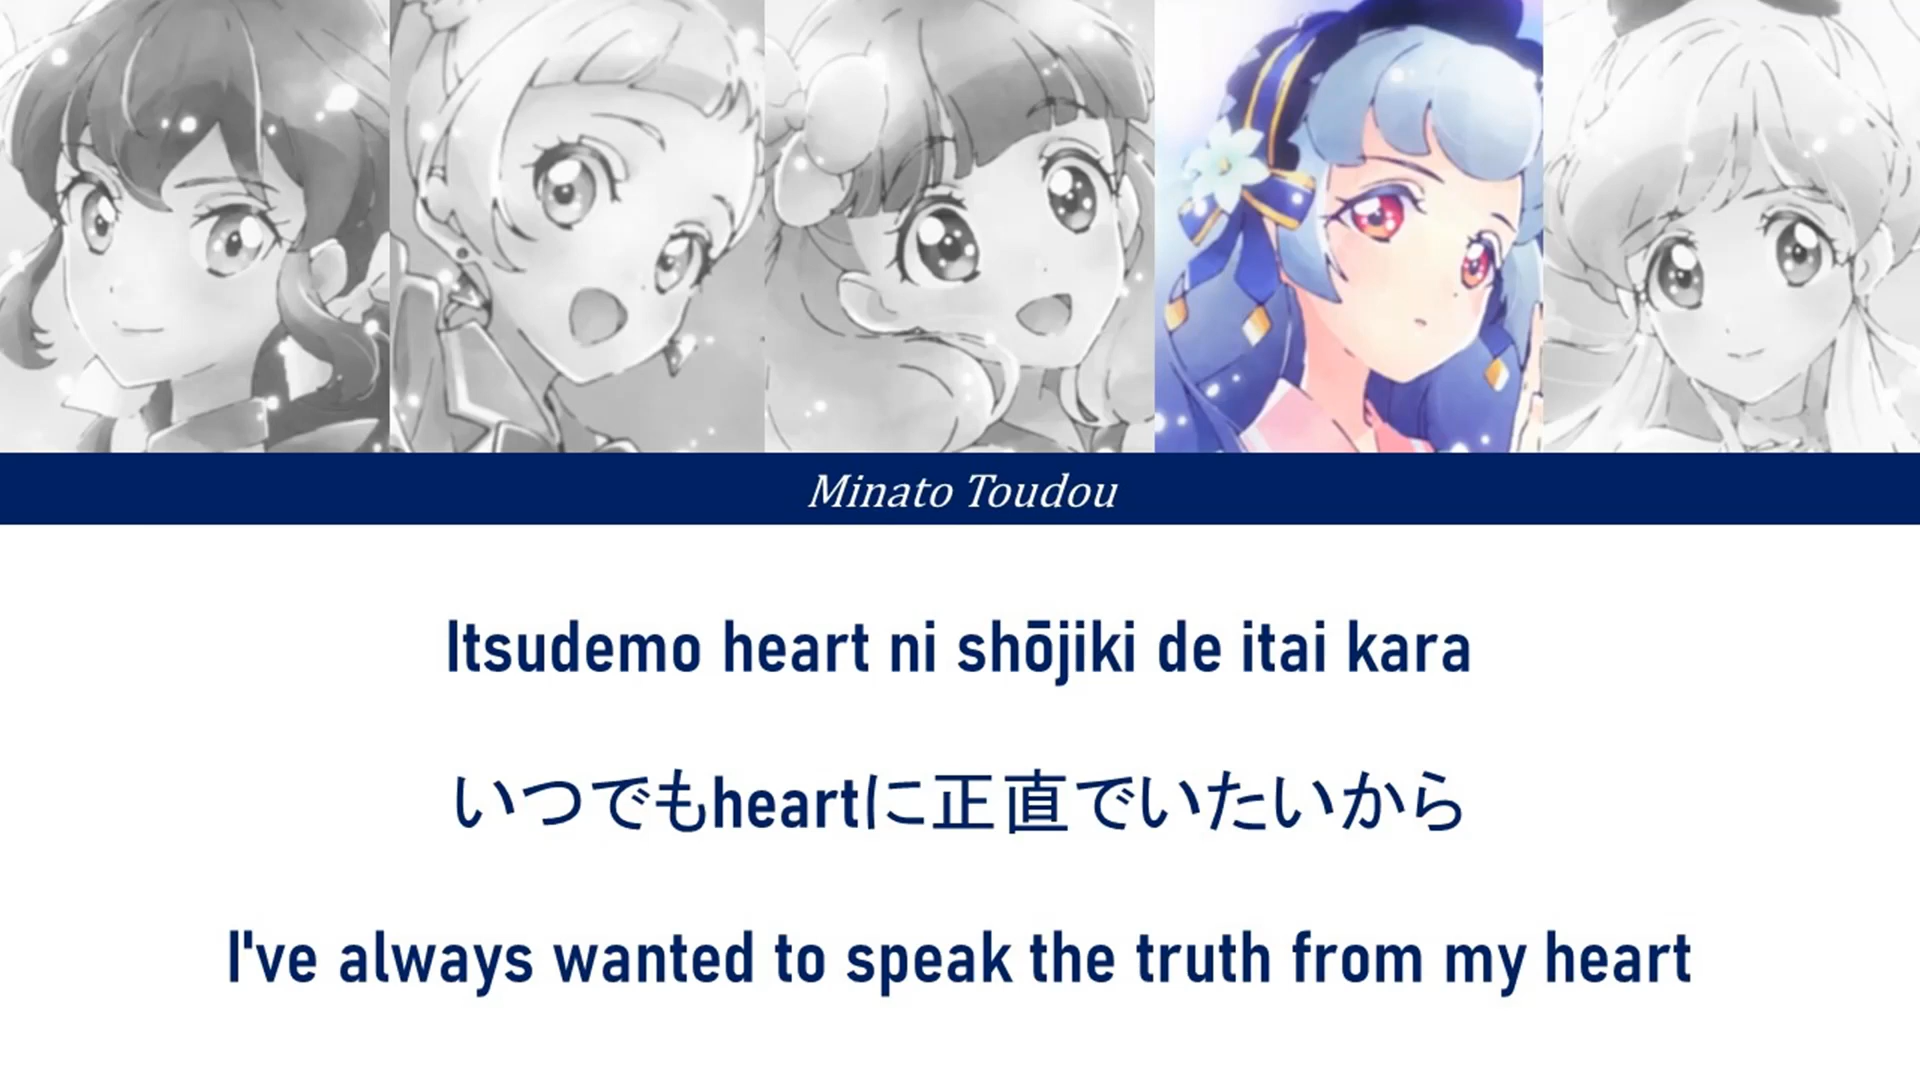 Minato Toudou
Itsudemo heart ni shōjiki de itai kara
いつでもheartに正直でいたいから
I've always wanted to speak the truth from my heart